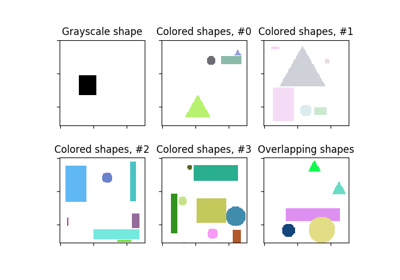 Grayscale shape
Colored shapes, #0
Colored shapes, #1
Colored shapes, #2
Colored shapes, #3
Overlapping shapes